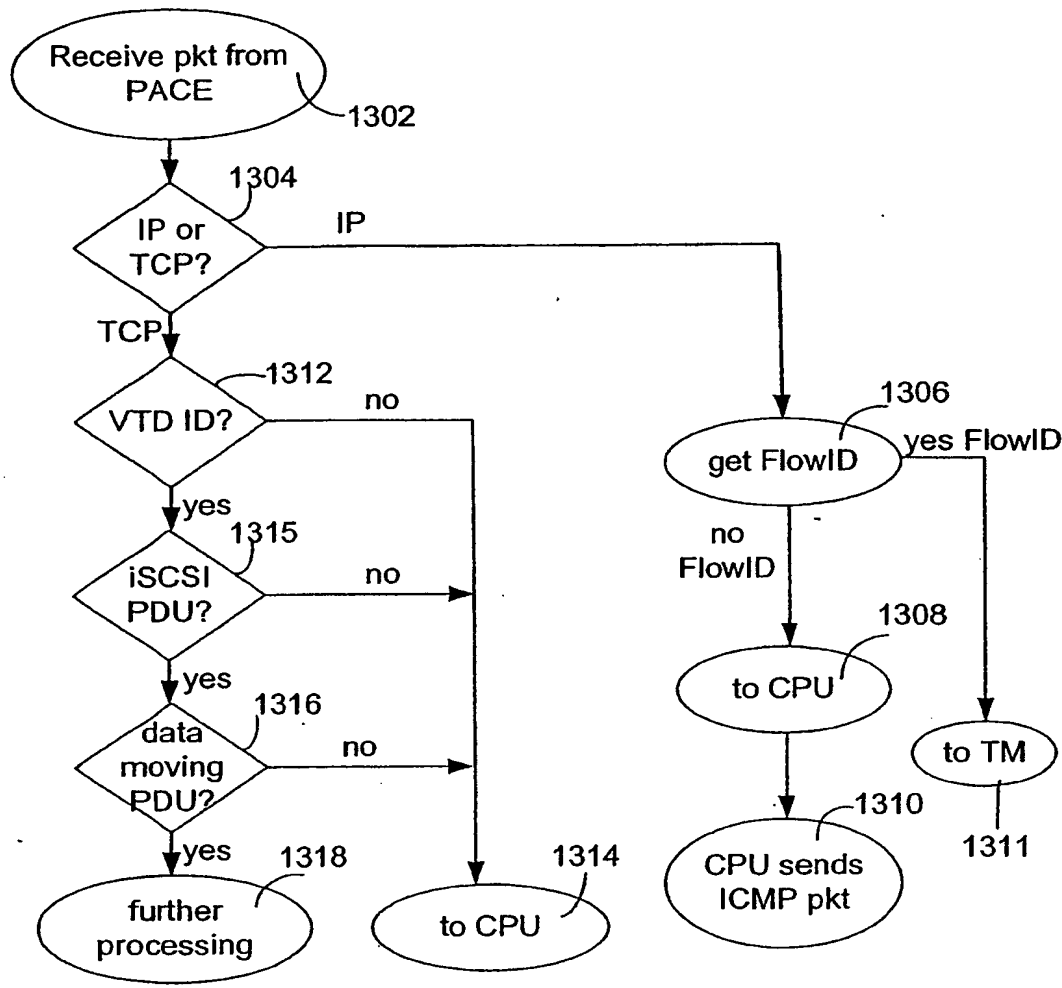 Receive pkt from
PACE
1302
1304
IP or
TCP?
IP
TCP
1312
VTD ID?
no
yes
1306
get FlowID
yes FlowID
no
FlowID
1315
iSCSI
PDU?
no
yes
1308
to CPU
1316
data
moving
PDU?
no
yes
to TM
1311
1310
CPU sends
ICMP pkt
1318
further
processing
1314
to CPU